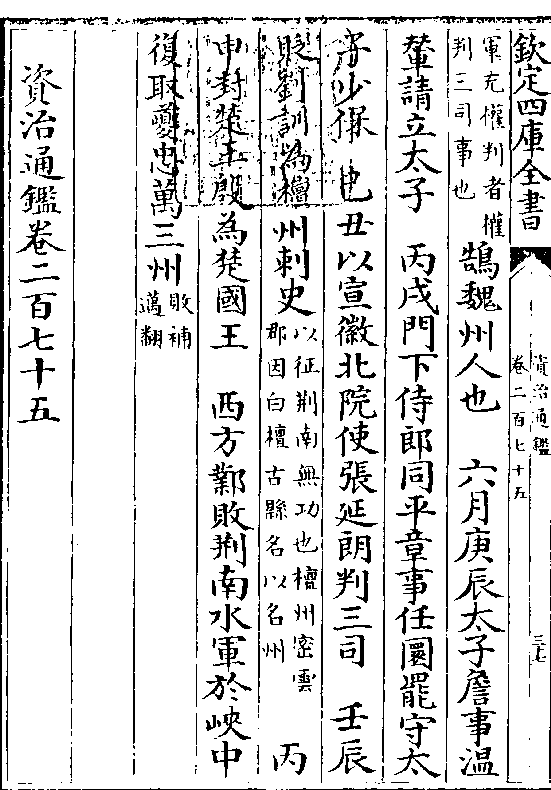 欽定四庫全書
資治通鑑
卷二百七十五
三十七
軍充權判者權
判三司事也
鵠魏州人也　六月庚辰太子詹事溫
輦請立太子　丙戌門下侍郎同平章事任圜罷守太
子少保　己丑以宣徽北院使張延朗判三司　壬辰
貶劉訓為檀州刺史
以征荆南無功也檀州密雲
郡因白檀古縣名以名州
丙
申封楚王殷為楚國王　西方鄴敗荆南水軍於峽中
復取夔忠萬三州
敗補
邁翻
資治通鑑卷二百七十五